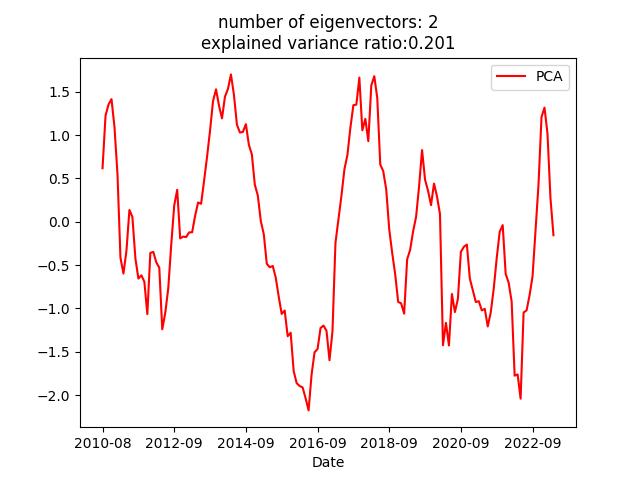 number of eigenvectors: 2
explained variance ratio:0.201
PCA
1.5
1.0
0.5
0.0
−0.5
−1.0
−1.5
−2.0
2010-08 2012-09 2014-09 2016-09 2018-09 2020-09 2022-09
Date